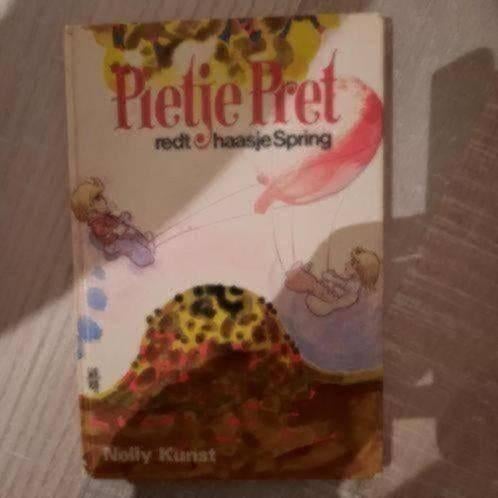 Pietje Pret
redt haasje Spring
Nelly Kunst